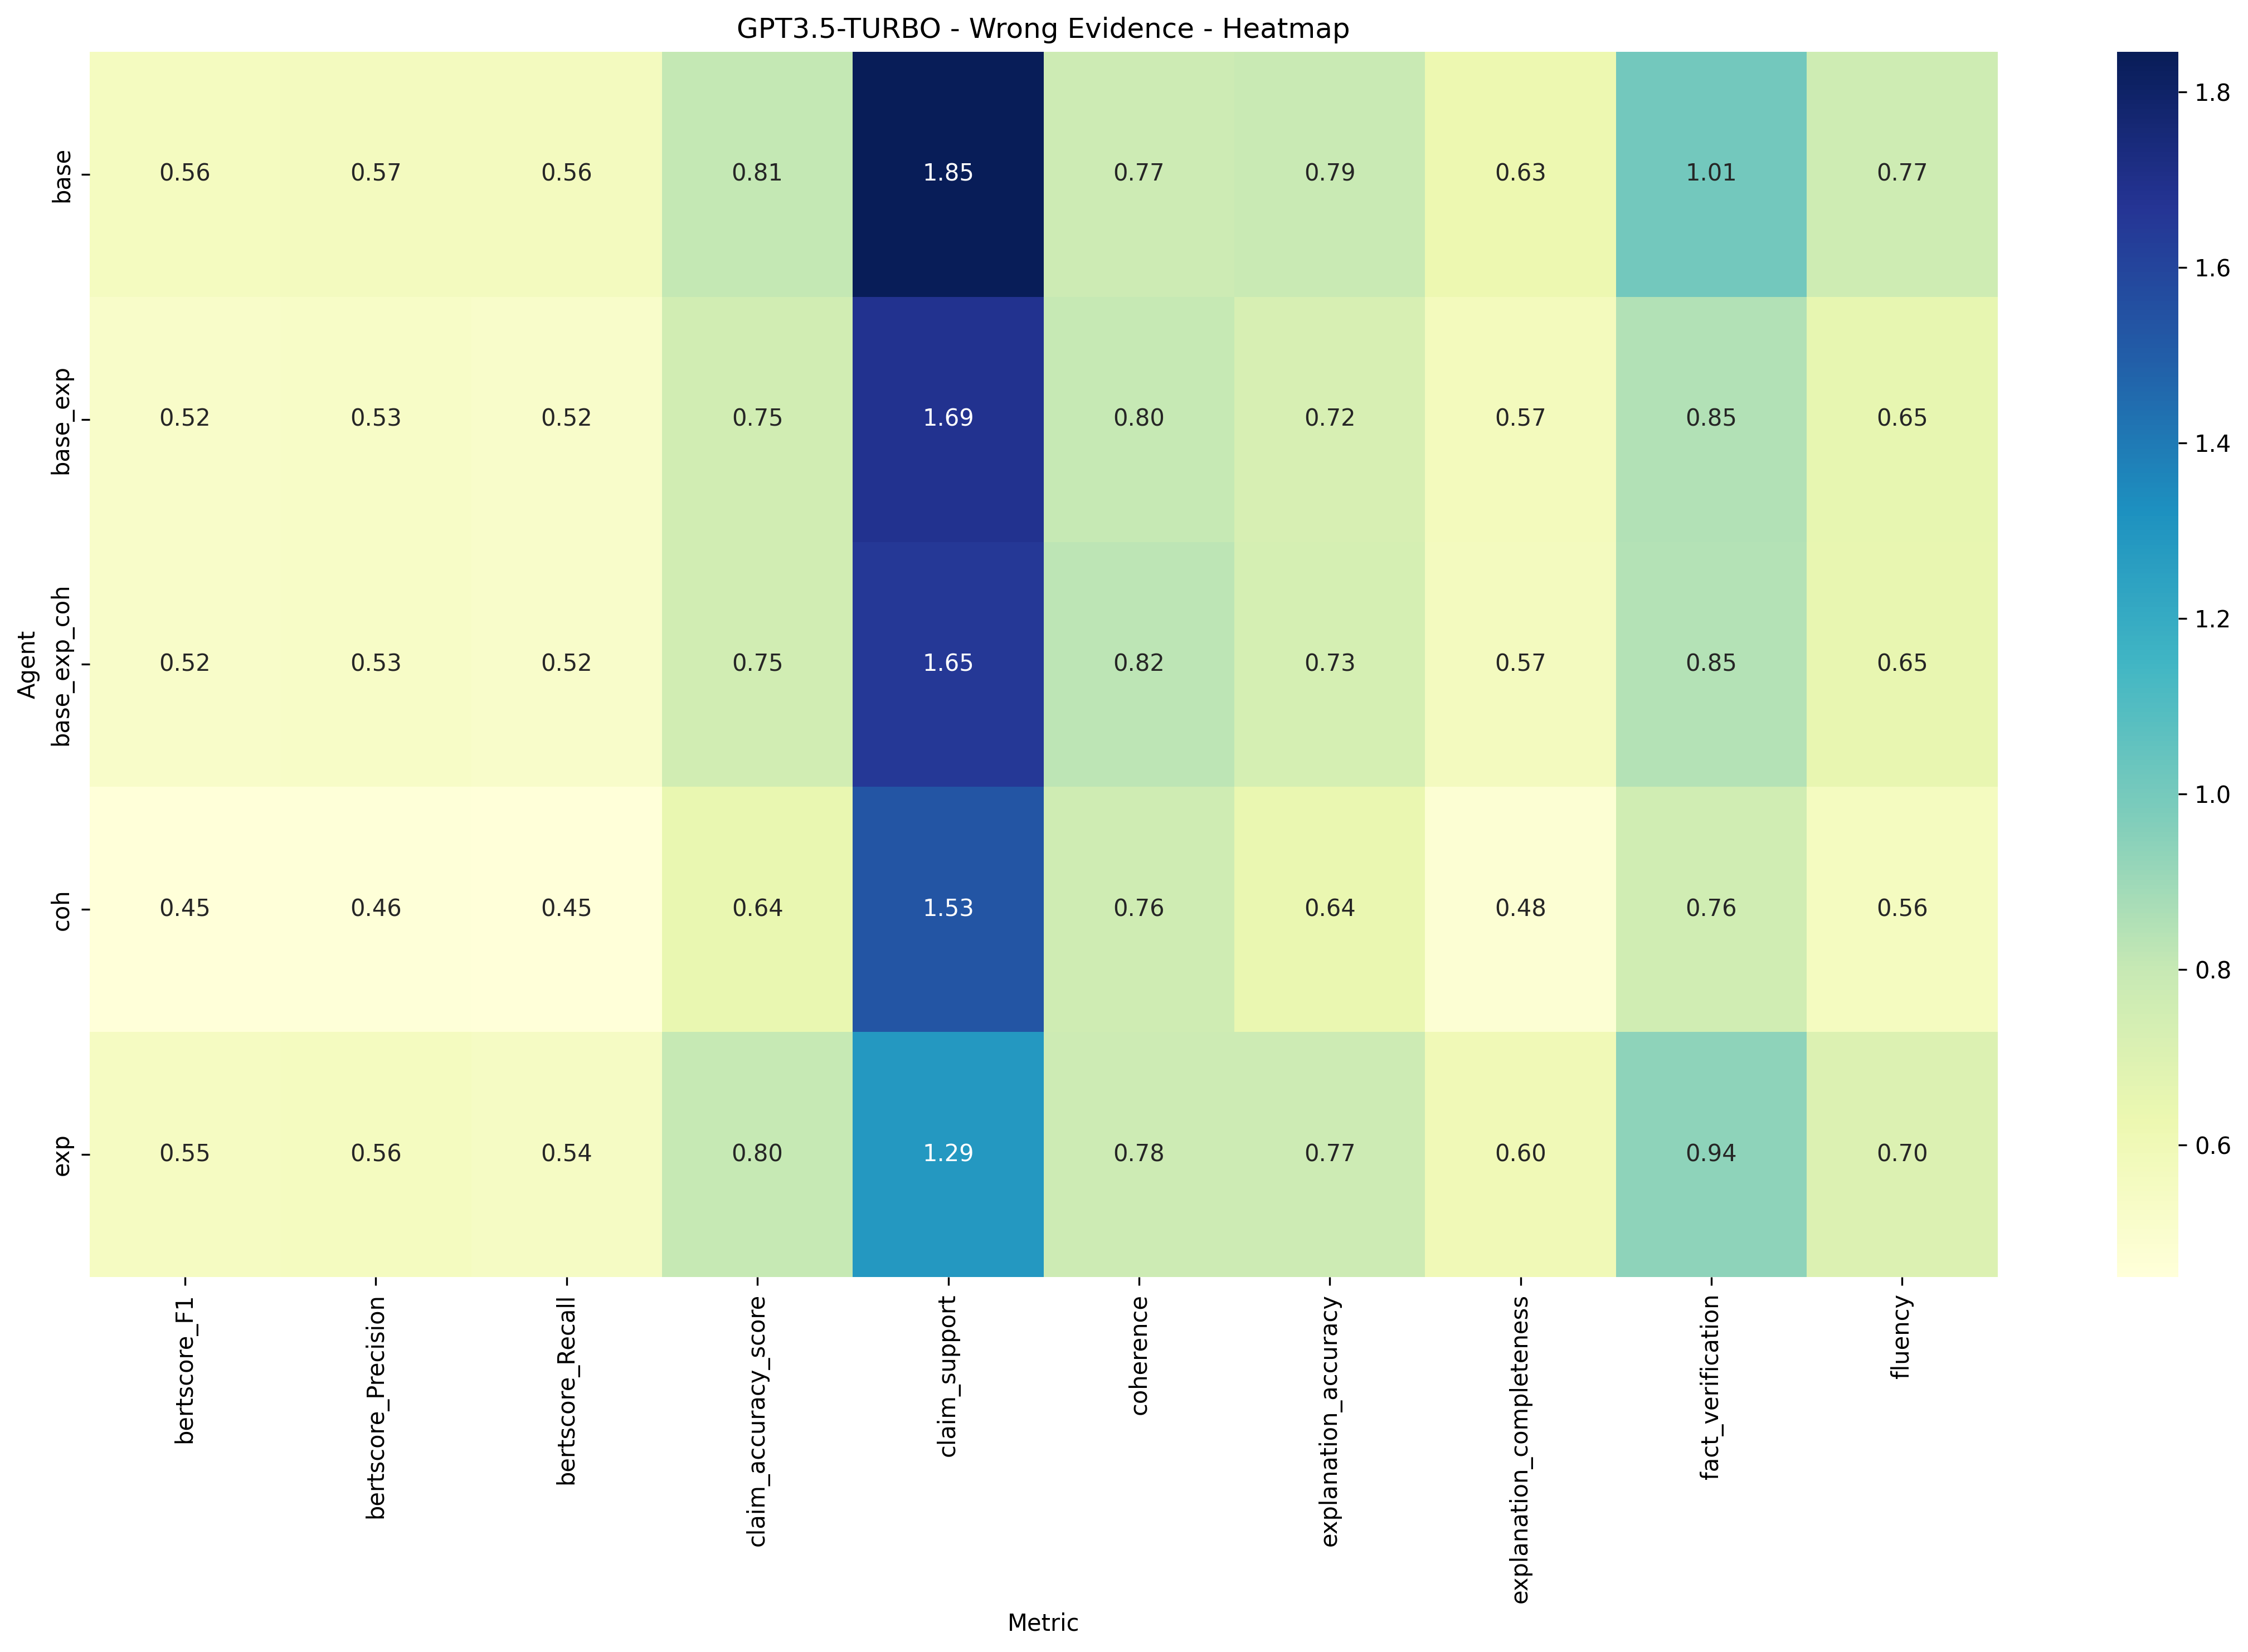 GPT3.5-TURBO - Wrong Evidence - Heatmap
Agent
base
0.56 0.57 0.56 0.81 1.85 0.77 0.79 0.63 1.01 0.77
base_exp
0.52 0.53 0.52 0.75 1.69 0.80 0.72 0.57 0.85 0.65
base_exp_coh
0.52 0.53 0.52 0.75 1.65 0.82 0.73 0.57 0.85 0.65
coh
0.45 0.46 0.45 0.64 1.53 0.76 0.64 0.48 0.76 0.56
exp
0.55 0.56 0.54 0.80 1.29 0.78 0.77 0.60 0.94 0.70
bertscore_F1
bertscore_Precision
bertscore_Recall
claim_accuracy_score
claim_support
coherence
explanation_accuracy
explanation_completeness
fact_verification
fluency
Metric
1.8
1.6
1.4
1.2
1.0
0.8
0.6